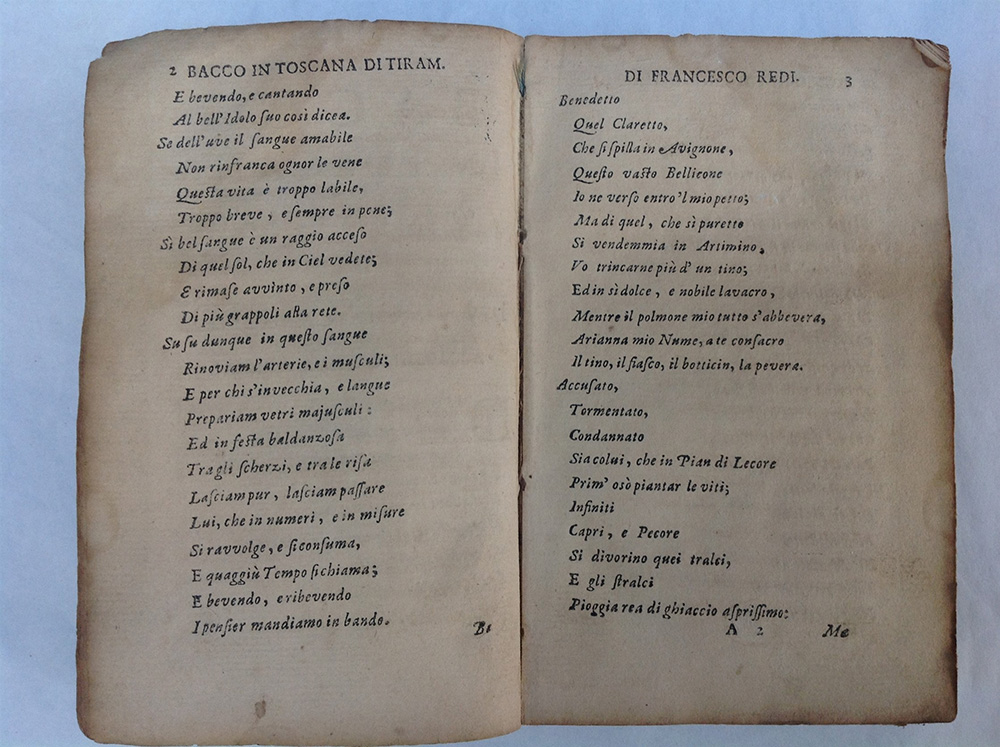 2 BACCO IN TOSCANA DI TIRAM.
E bevendo, e cantando
Al bell'Idolo ſuo così dicea.
Se dell'uve il ſangue amabile
Non rinfranca ognor le vene
Queſta vita è troppo labile,
Troppo breve, e ſempre in pene;
Sì bel ſangue è un raggio acceſo
Di quel ſol, che in Ciel vedete;
E rimaſe avvinto, e preſo
Di più grappoli alla rete.
Su ſu dunque in queſto ſangue
Rinoviam l'arterie, e i muſculi;
E per chi s'invecchia, e langue
Prepariam vetri majuſculi:
Ed in feſta baldanzoſa
Tra gli ſcherzi, e tra le riſa
Laſciam pur, laſciam paſſare
Lui, che in numeri, e in miſure
Si ravvolge, e ſi conſuma,
E quaggiù Tempo ſi chiama;
E bevendo, e ribevendo
I penſier mandiamo in bando.
Be
DI FRANCESCO REDI. 3
Benedetto
Quel Claretto,
Che ſi ſpilla in Avignone,
Queſto vaſto Bellicone
Io ne verſo entro 'l mio petto;
Ma di quel, che sì puretto
Si vendemmia in Artimino,
Vo trincarne più d' un tino;
Ed in sì dolce, e nobile lavacro,
Mentre il polmone mio tutto s'abbevera,
Arianna mio Nume, a te conſacro
Il tino, il fiaſco, il botticin, la pevera.
Accuſato,
Tormentato,
Condannato
Sia colui, che in Pian di Lecore
Prim' osò piantar le viti;
Infiniti
Capri, e Pecore
Si divorino quei tralci,
E gli ſtralci
Pioggia rea di ghiaccio aſpriſſimo:
A 2 Me